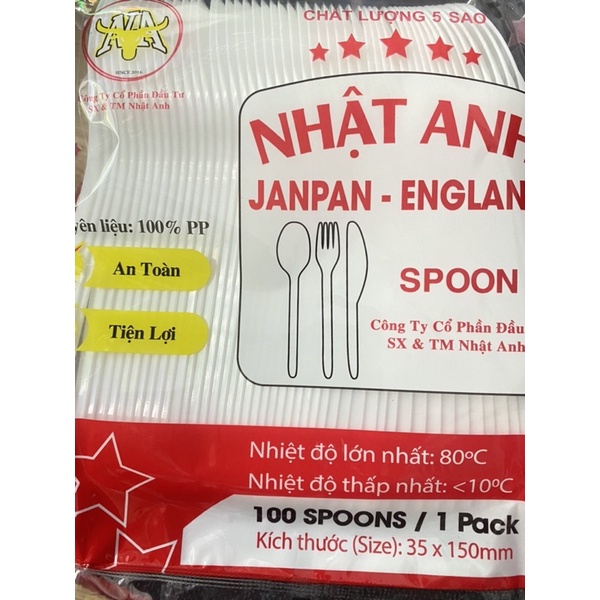 CHẤT LƯỢNG 5 SAO
SINCE 2016
Công Ty Cổ Phần Đầu Tư
SX & TM Nhật Anh
NHẬT ANH
JANPAN - ENGLAN
yên liệu: 100% PP
An Toàn
Tiện Lợi
SPOON
Công Ty Cổ Phần Đầu
SX & TM Nhật Anh
Nhiệt độ lớn nhất: 80ºC
Nhiệt độ thấp nhất: <10ºC
100 SPOONS / 1 Pack
Kích thước (Size): 35 x 150mm